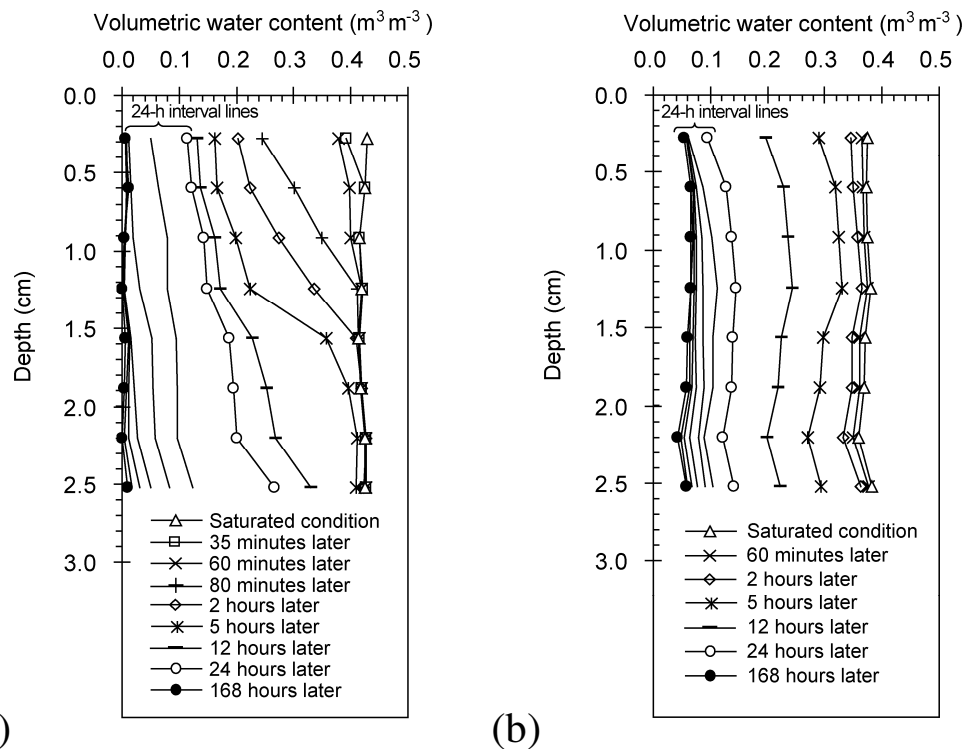 Volumetric water content (m³ m⁻³)
0.0 0.1 0.2 0.3 0.4 0.5
24-h interval lines
0.0
0.5
1.0
1.5
2.0
2.5
3.0
Depth (cm)
Saturated condition
35 minutes later
60 minutes later
80 minutes later
2 hours later
5 hours later
12 hours later
24 hours later
168 hours later
)
Volumetric water content (m³ m⁻³)
0.0 0.1 0.2 0.3 0.4 0.5
24-h interval lines
0.0
0.5
1.0
1.5
2.0
2.5
3.0
Depth (cm)
Saturated condition
60 minutes later
2 hours later
5 hours later
12 hours later
24 hours later
168 hours later
(b)